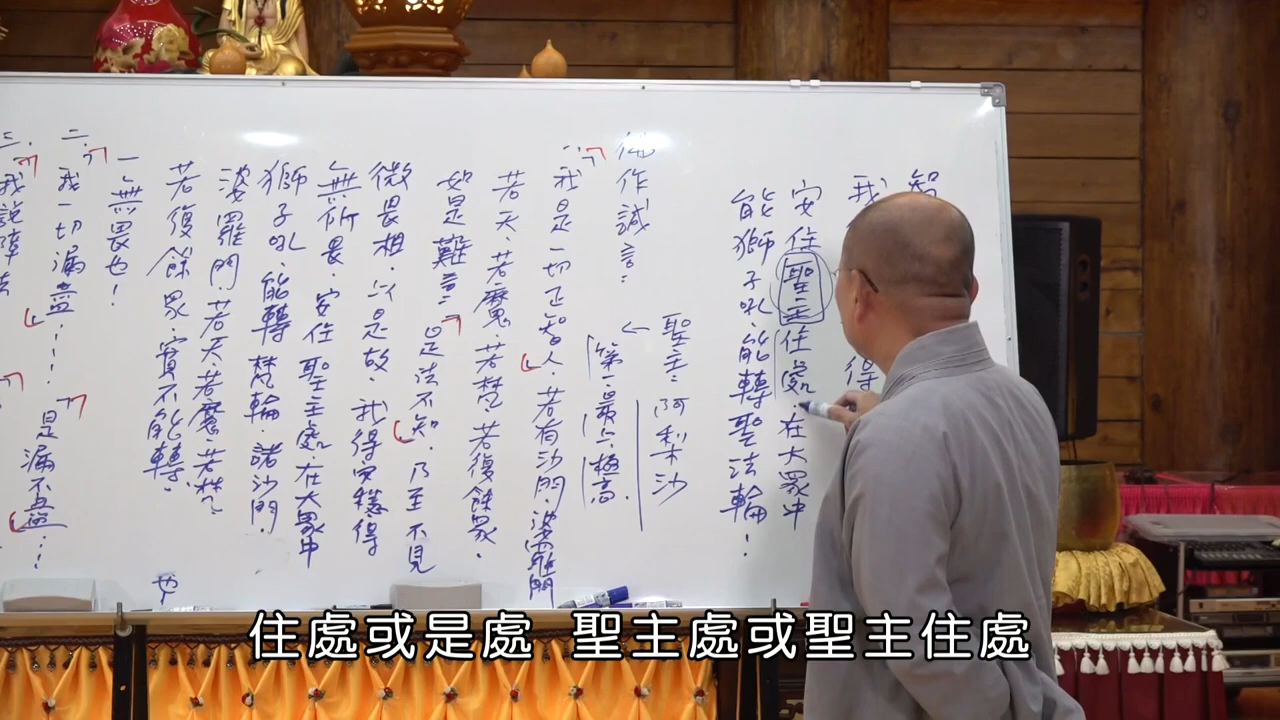 智
我 得
安住聖主住處．在大眾中
能獅子吼．能轉聖法輪！
聖主：阿梨沙
第一．最上．極高．
佛作誠言：
一．我是一切正智人．若有沙門．婆羅門
若天．若魔．若梵．若復餘眾．
如是難言：是法不知．乃至不見
微畏相．以是故．我得安穩得
無所畏．安住聖主處．在大眾中
獅子吼．能轉梵輪．諸沙門．
婆羅門．若天．若魔．若梵．
若復餘眾．實不能轉．
一無畏也！
二．我一切漏盡…… 是漏不盡…
三．我說障法
也
住處或是處 聖主處或聖主住處